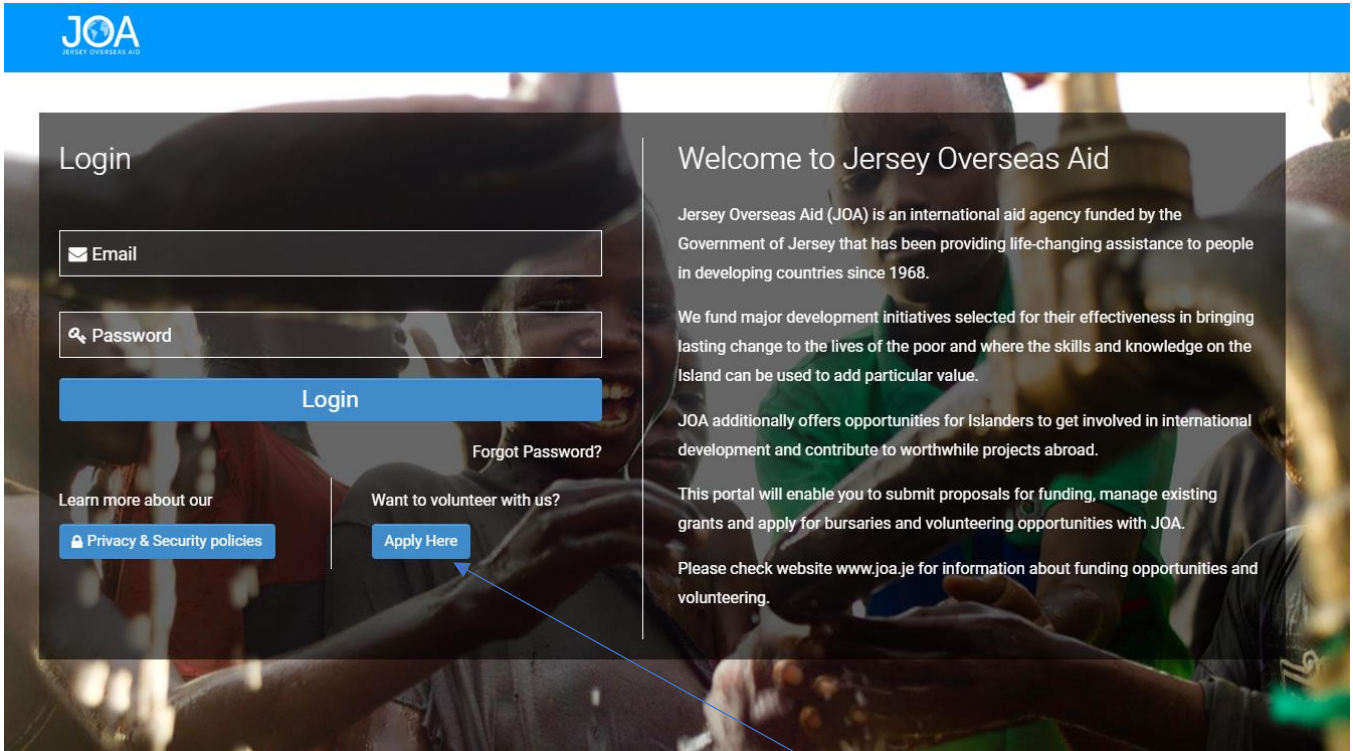 JOA
JERSEY OVERSEAS AID
Login
Email
Password
Login
Forgot Password?
Learn more about our
Privacy & Security policies
Want to volunteer with us?
Apply Here
Welcome to Jersey Overseas Aid
Jersey Overseas Aid (JOA) is an international aid agency funded by the
Government of Jersey that has been providing life-changing assistance to people
in developing countries since 1968.
We fund major development initiatives selected for their effectiveness in bringing
lasting change to the lives of the poor and where the skills and knowledge on the
Island can be used to add particular value.
JOA additionally offers opportunities for Islanders to get involved in international
development and contribute to worthwhile projects abroad.
This portal will enable you to submit proposals for funding, manage existing
grants and apply for bursaries and volunteering opportunities with JOA.
Please check website www.joa.je for information about funding opportunities and
volunteering.